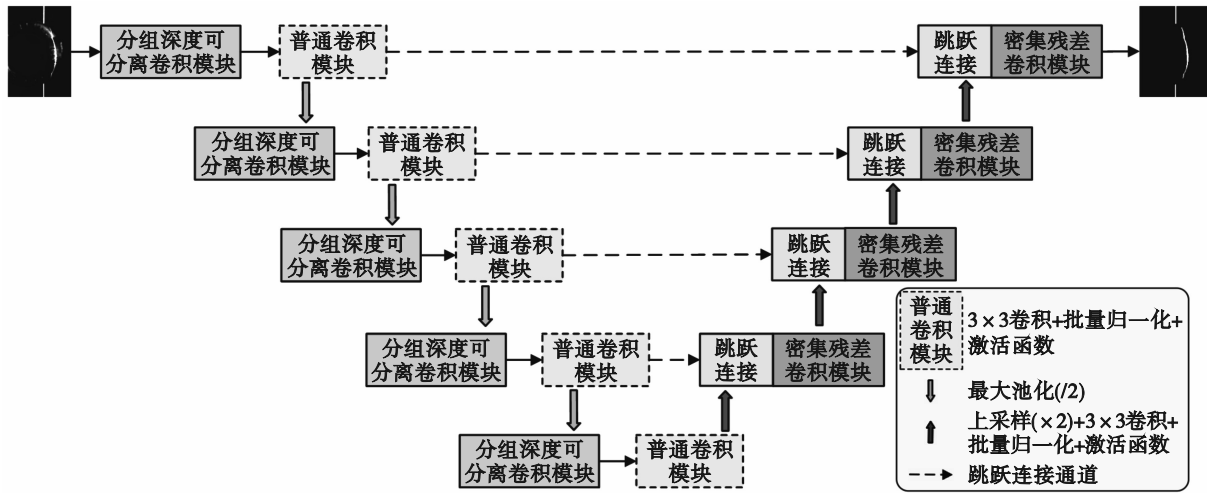 分组深度可
分离卷积模块
普通卷积
模块
跳跃
连接
密集残差
卷积模块
分组深度可
分离卷积模块
普通卷积
模块
跳跃
连接
密集残差
卷积模块
分组深度可
分离卷积模块
普通卷积
模块
跳跃
连接
密集残差
卷积模块
分组深度可
分离卷积模块
普通卷积
模块
跳跃
连接
密集残差
卷积模块
分组深度可
分离卷积模块
普通卷积
模块
普通
卷积
模块
3×3卷积+批量归一化+
激活函数
最大池化(/2)
上采样(×2)+3×3卷积+
批量归一化+激活函数
跳跃连接通道